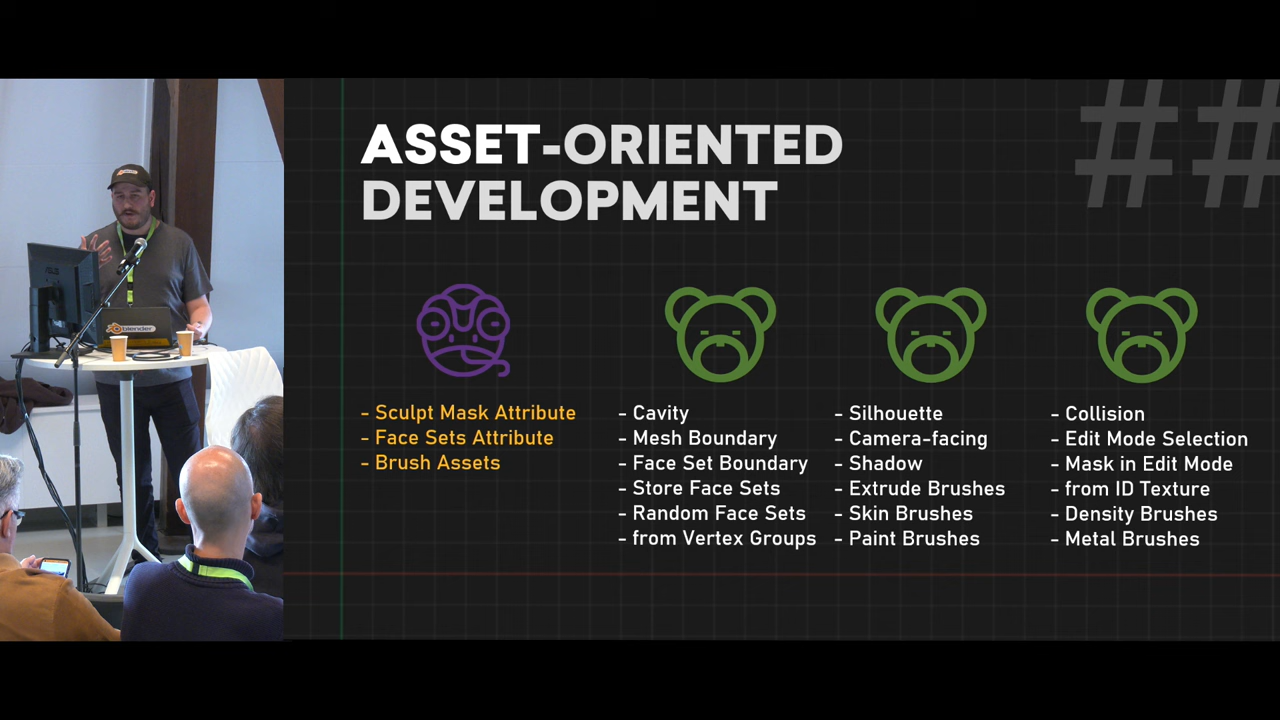 ##
ASSET-ORIENTED
DEVELOPMENT
- Sculpt Mask Attribute
- Face Sets Attribute
- Brush Assets
- Cavity
- Mesh Boundary
- Face Set Boundary
- Store Face Sets
- Random Face Sets
- from Vertex Groups
- Silhouette
- Camera-facing
- Shadow
- Extrude Brushes
- Skin Brushes
- Paint Brushes
- Collision
- Edit Mode Selection
- Mask in Edit Mode
- from ID Texture
- Density Brushes
- Metal Brushes
ASUS
blender